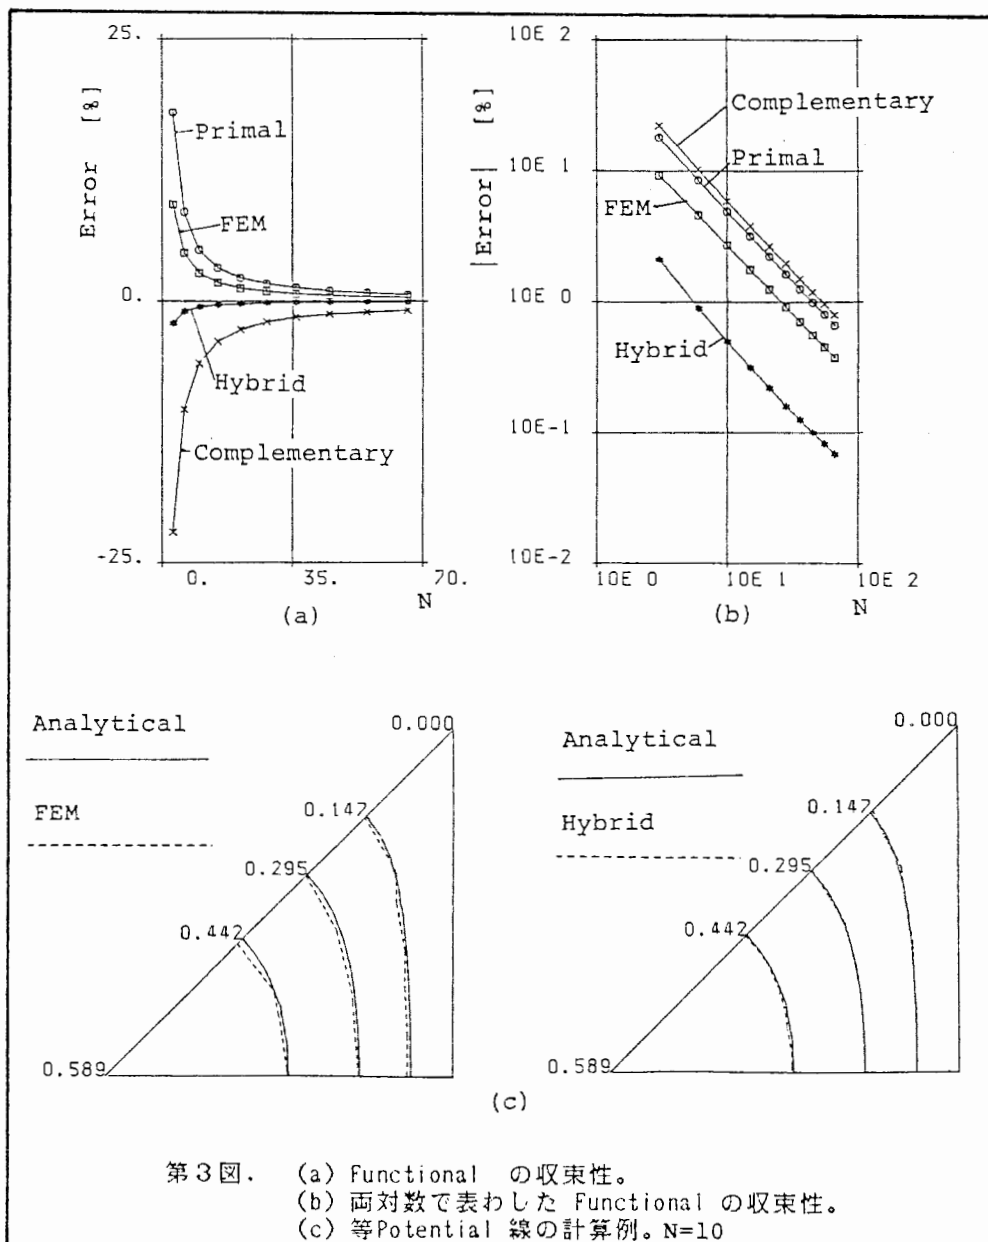 25.
Error [%]
Primal
FEM
0.
Hybrid
Complementary
-25.
0. 35. 70.
N
(a)
10E 2
|Error| [%]
Complementary
10E 1
Primal
FEM
10E 0
Hybrid
10E-1
10E-2
10E 0 10E 1 10E 2
N
(b)
Analytical
FEM
0.000
0.147
0.295
0.442
0.589
Analytical
Hybrid
0.000
0.147
0.295
0.442
0.589
(c)
第3図. (a) Functional の収束性。
(b) 両対数で表わした Functional の収束性。
(c) 等Potential 線の計算例。N=10